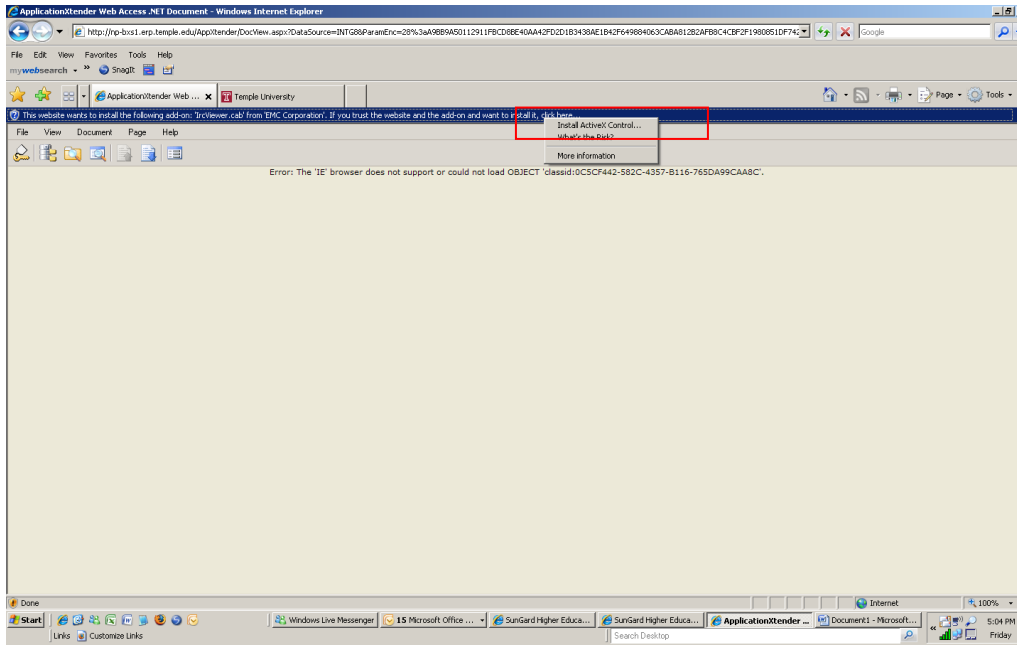 ApplicationXtender Web Access .NET Document - Windows Internet Explorer
http://np-bxs1.erp.temple.edu/AppXtender/DocView.aspx?DataSource=INTG8&ParamEnc=28%3aA9BB9A50112911FBCD8BE40AA42FD2D1B3438AE1B42F649884063CABA812B2AFB8C4CBF2F1980851DF742
Google
File Edit View Favorites Tools Help
mywebsearch SnagIt
ApplicationXtender Web ... Temple University Page Tools
This website wants to install the following add-on: 'IrcViewer.cab' from 'EMC Corporation'. If you trust the website and the add-on and want to install it, click here...
Install ActiveX Control...
What's the Risk?
More information
File View Document Page Help
Error: The 'IE' browser does not support or could not load OBJECT 'classid:0C5CF442-582C-4357-B116-765DA99CAA8C'.
Done Internet 100%
Start Windows Live Messenger 15 Microsoft Office ... SunGard Higher Educa... SunGard Higher Educa... ApplicationXtender ... Document1 - Microsoft... 5:04 PM
Links Customize Links Search Desktop Friday